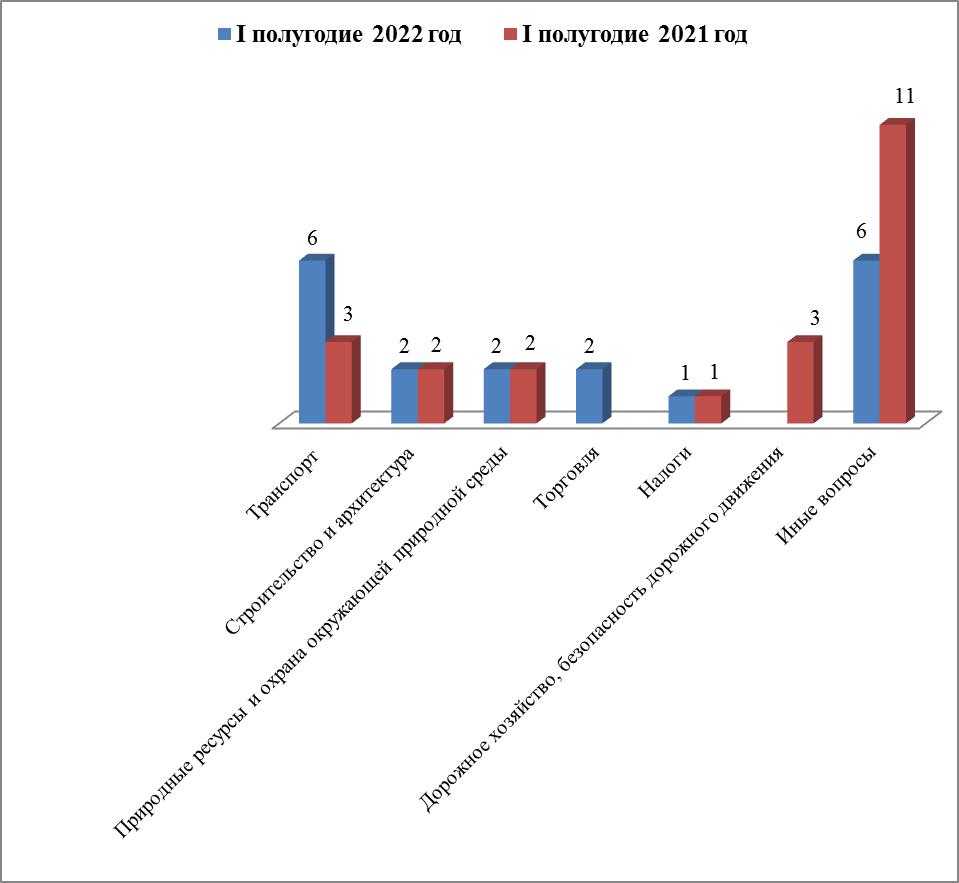 I полугодие 2022 год I полугодие 2021 год
11
6 6
3 3
2 2 2 2 2
1 1
Транспорт
Строительство и архитектура
Природные ресурсы и охрана окружающей природной среды
Торговля
Налоги
Дорожное хозяйство, безопасность дорожного движения
Иные вопросы